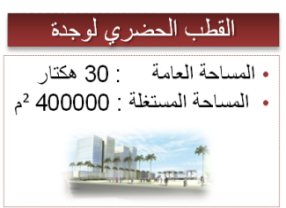 القطب الحضري لوجدة
• المساحة العامة : 30 هكتار
• المساحة المستغلة : 400000 م²